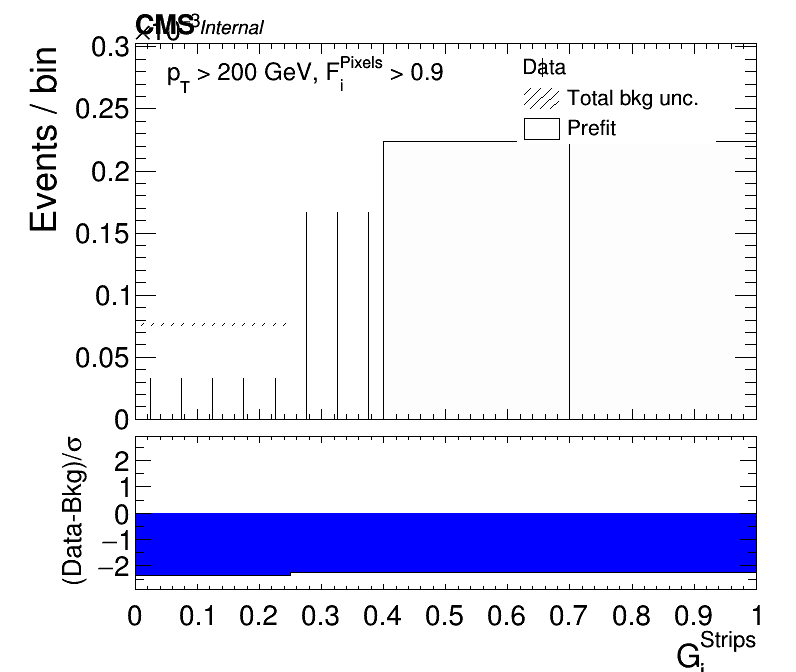 CMS Internal
×10^3
p_T > 200 GeV, F_i^Pixels > 0.9
Data
Total bkg unc.
Prefit
Events / bin
0.3
0.25
0.2
0.15
0.1
0.05
0
(Data-Bkg)/σ
2
1
0
−1
−2
0 0.1 0.2 0.3 0.4 0.5 0.6 0.7 0.8 0.9 1
G_i^Strips